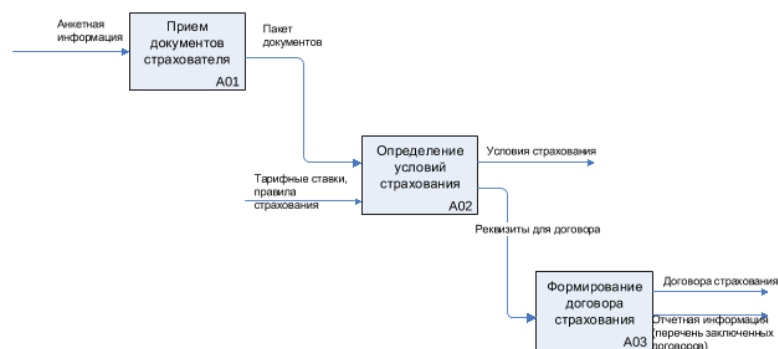 Анкетная
информация
Прием
документов
страхователя
A01
Пакет
документов
Определение
условий
страхования
A02
Условия страхования
Тарифные ставки,
правила
страхования
Реквизиты для договора
Формирование
договора
страхования
A03
Договора страхования
Отчетная информация
(перечень заключенных
договоров)